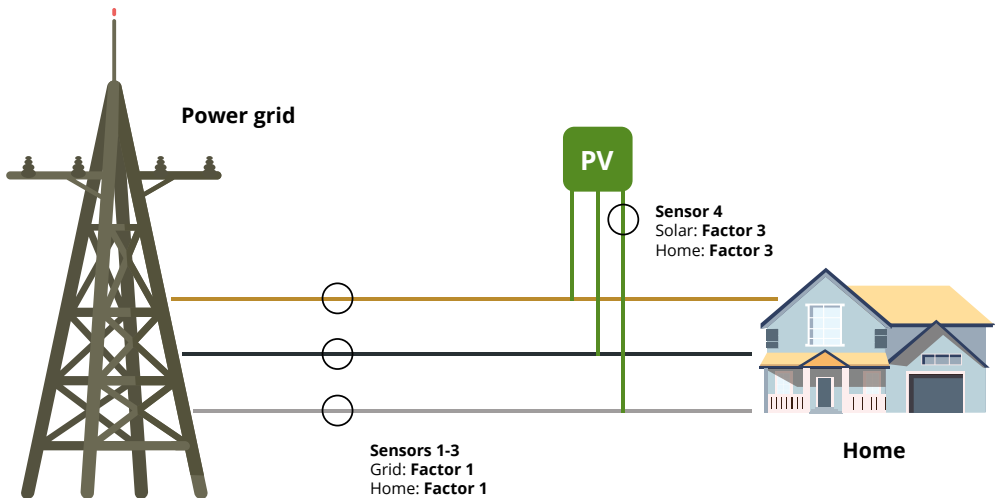 Power grid
PV
Sensor 4
Solar: Factor 3
Home: Factor 3
Sensors 1-3
Grid: Factor 1
Home: Factor 1
Home